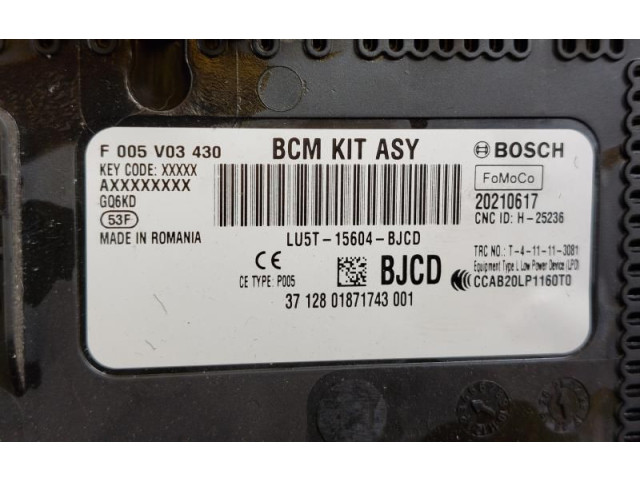 F 005 V03 430
BCM KIT ASY
BOSCH
KEY CODE: XXXXX
AXXXXXXXX
GQ6KD
53F
MADE IN ROMANIA
FoMoCo
20210617
CNC ID: H-25236
LU5T-15604-BJCD
CE
CE TYPE: P005
BJCD
TRC NO.: T-4-11-11-3081
Equipment Type: L Low Power Device (LPD)
CCAB20LP1160T0
37 128 01871743 001